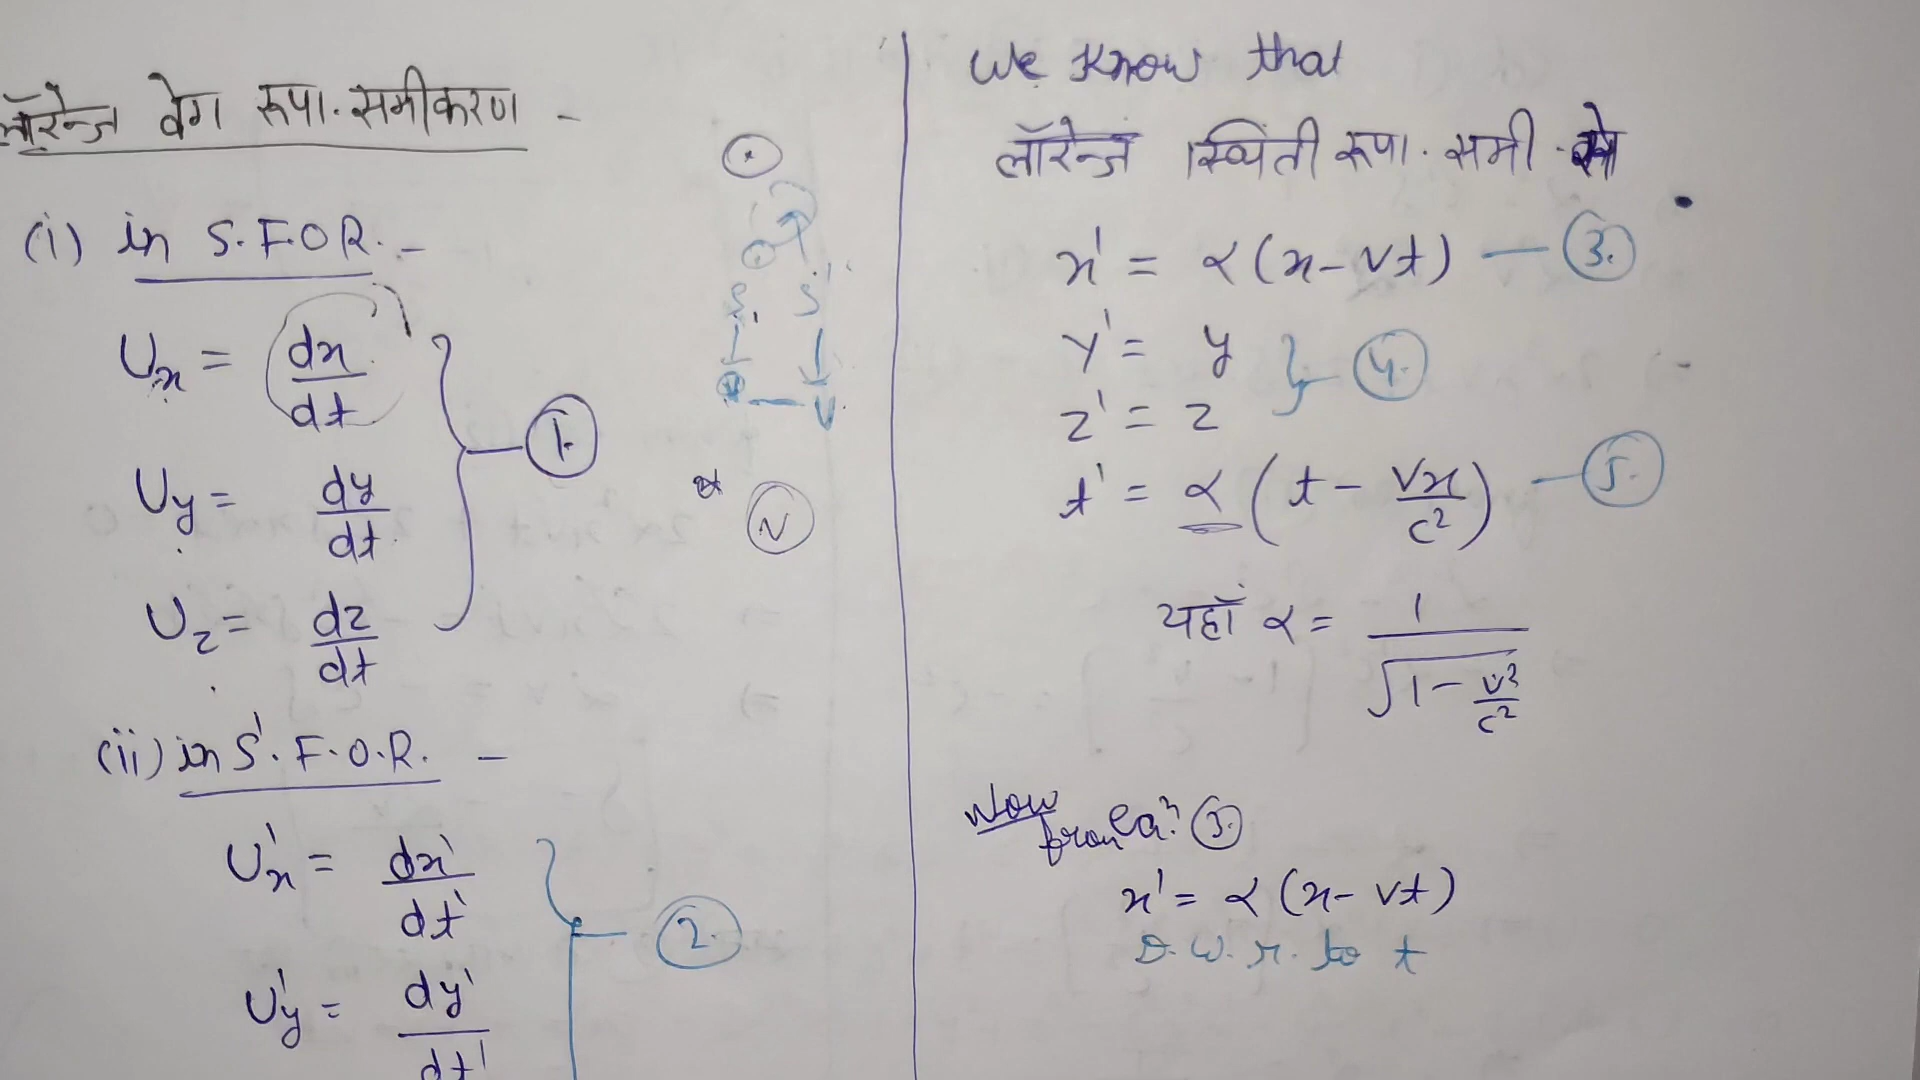 लॉरेन्ज वेग रूपा. समीकरण -
(i) in S.F.O.R. -
Ux = dx/dt
Uy = dy/dt
Uz = dz/dt
1.
(ii) in S'. F.O.R. -
U'x = dx'/dt'
U'y = dy'/dt'
2.
S S'
v
We know that
लॉरेन्ज स्थिती रूपा. समी. से
x' = α (x - vt) — 3.
y' = y
z' = z
4.
t' = α (t - vx/c²) — 5.
यहाँ α = 1/√1 - v²/c²
Now from eq? 3.
x' = α (x - vt)
D. W. r. to t